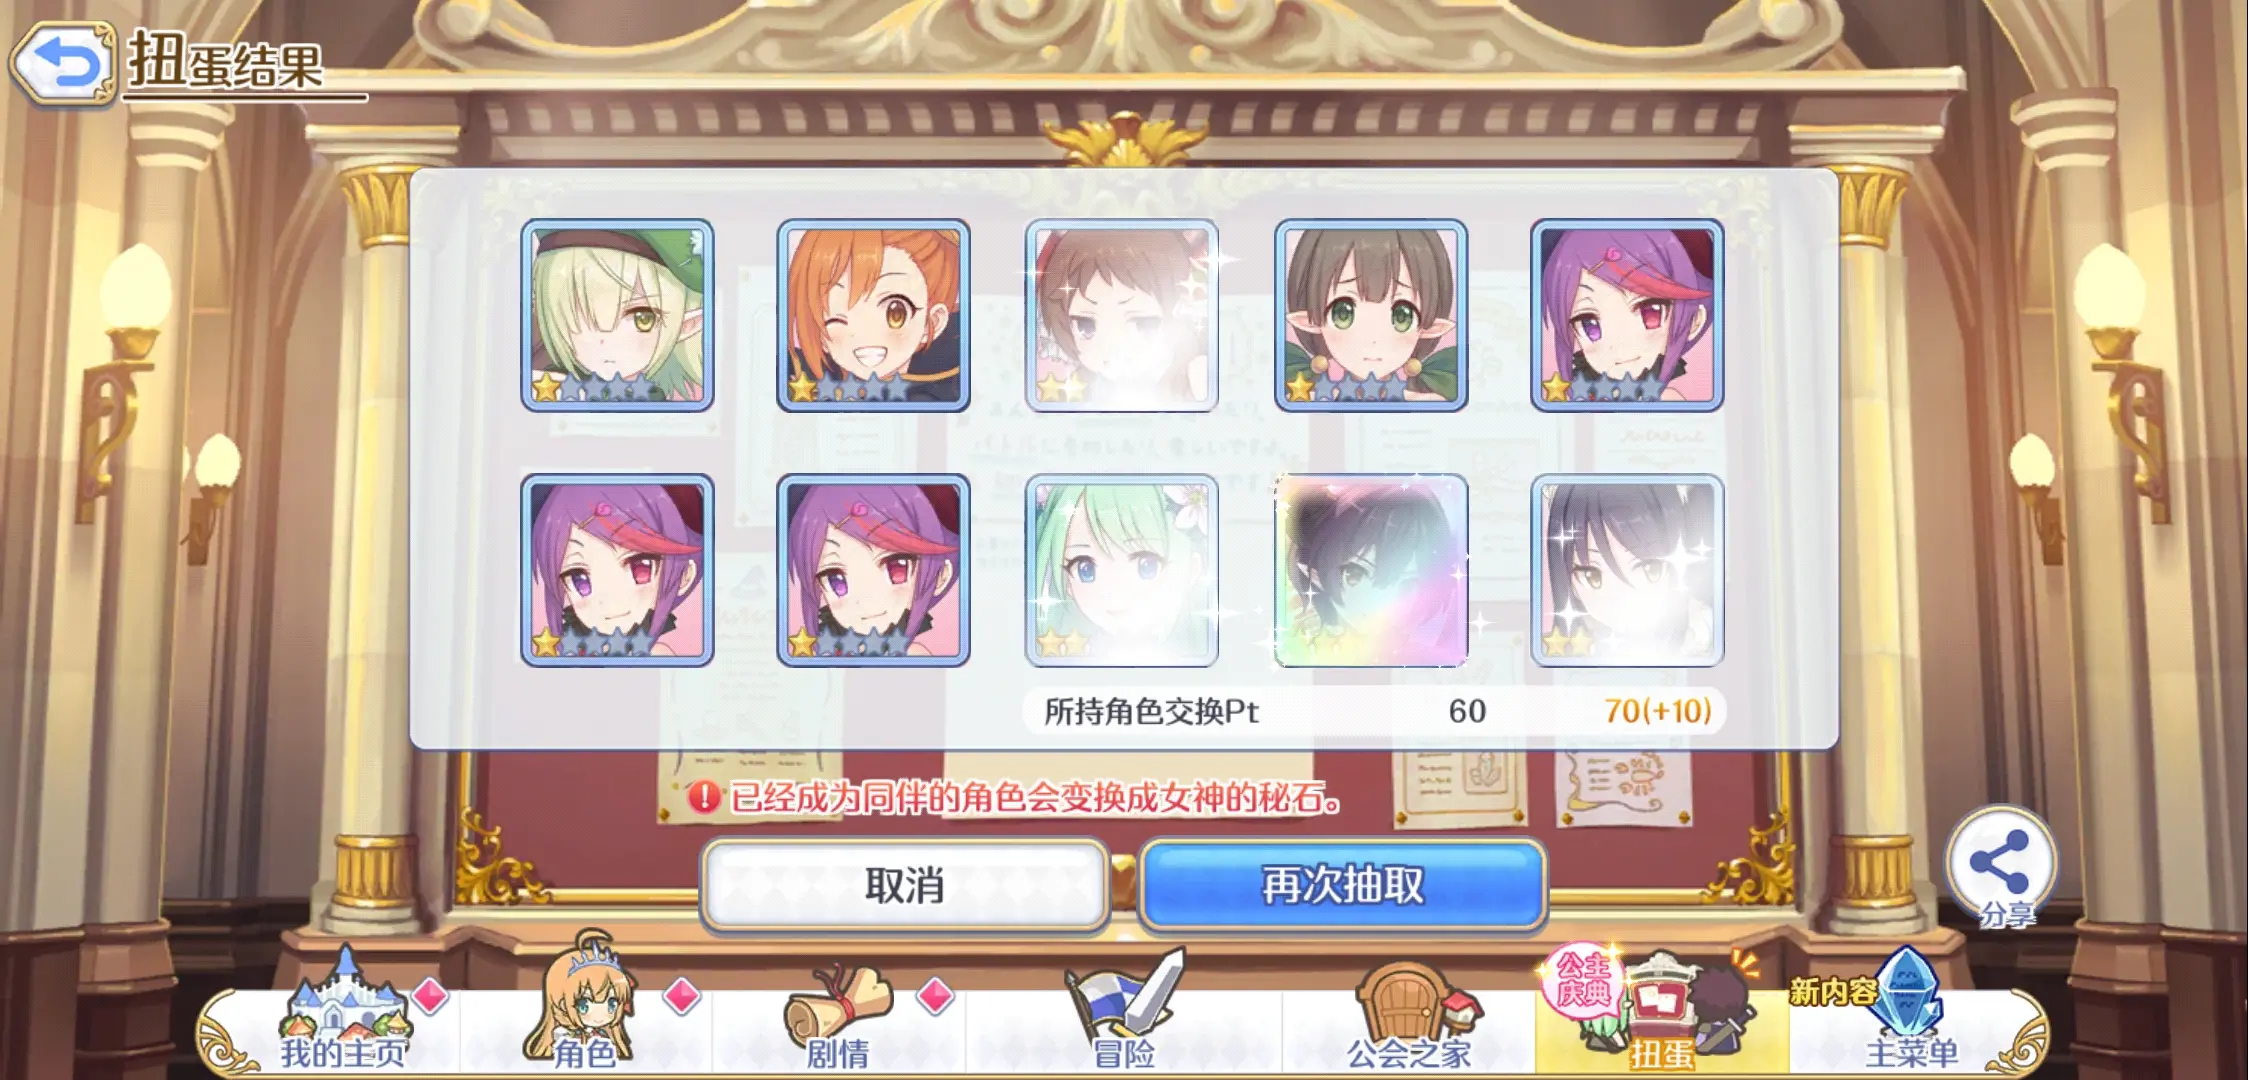 扭蛋结果
所持角色交换Pt 60 70(+10)
已经成为同伴的角色会变换成女神的秘石。
取消 再次抽取
分享
公主
庆典
新内容
我的主页 角色 剧情 冒险 公会之家 扭蛋 主菜单